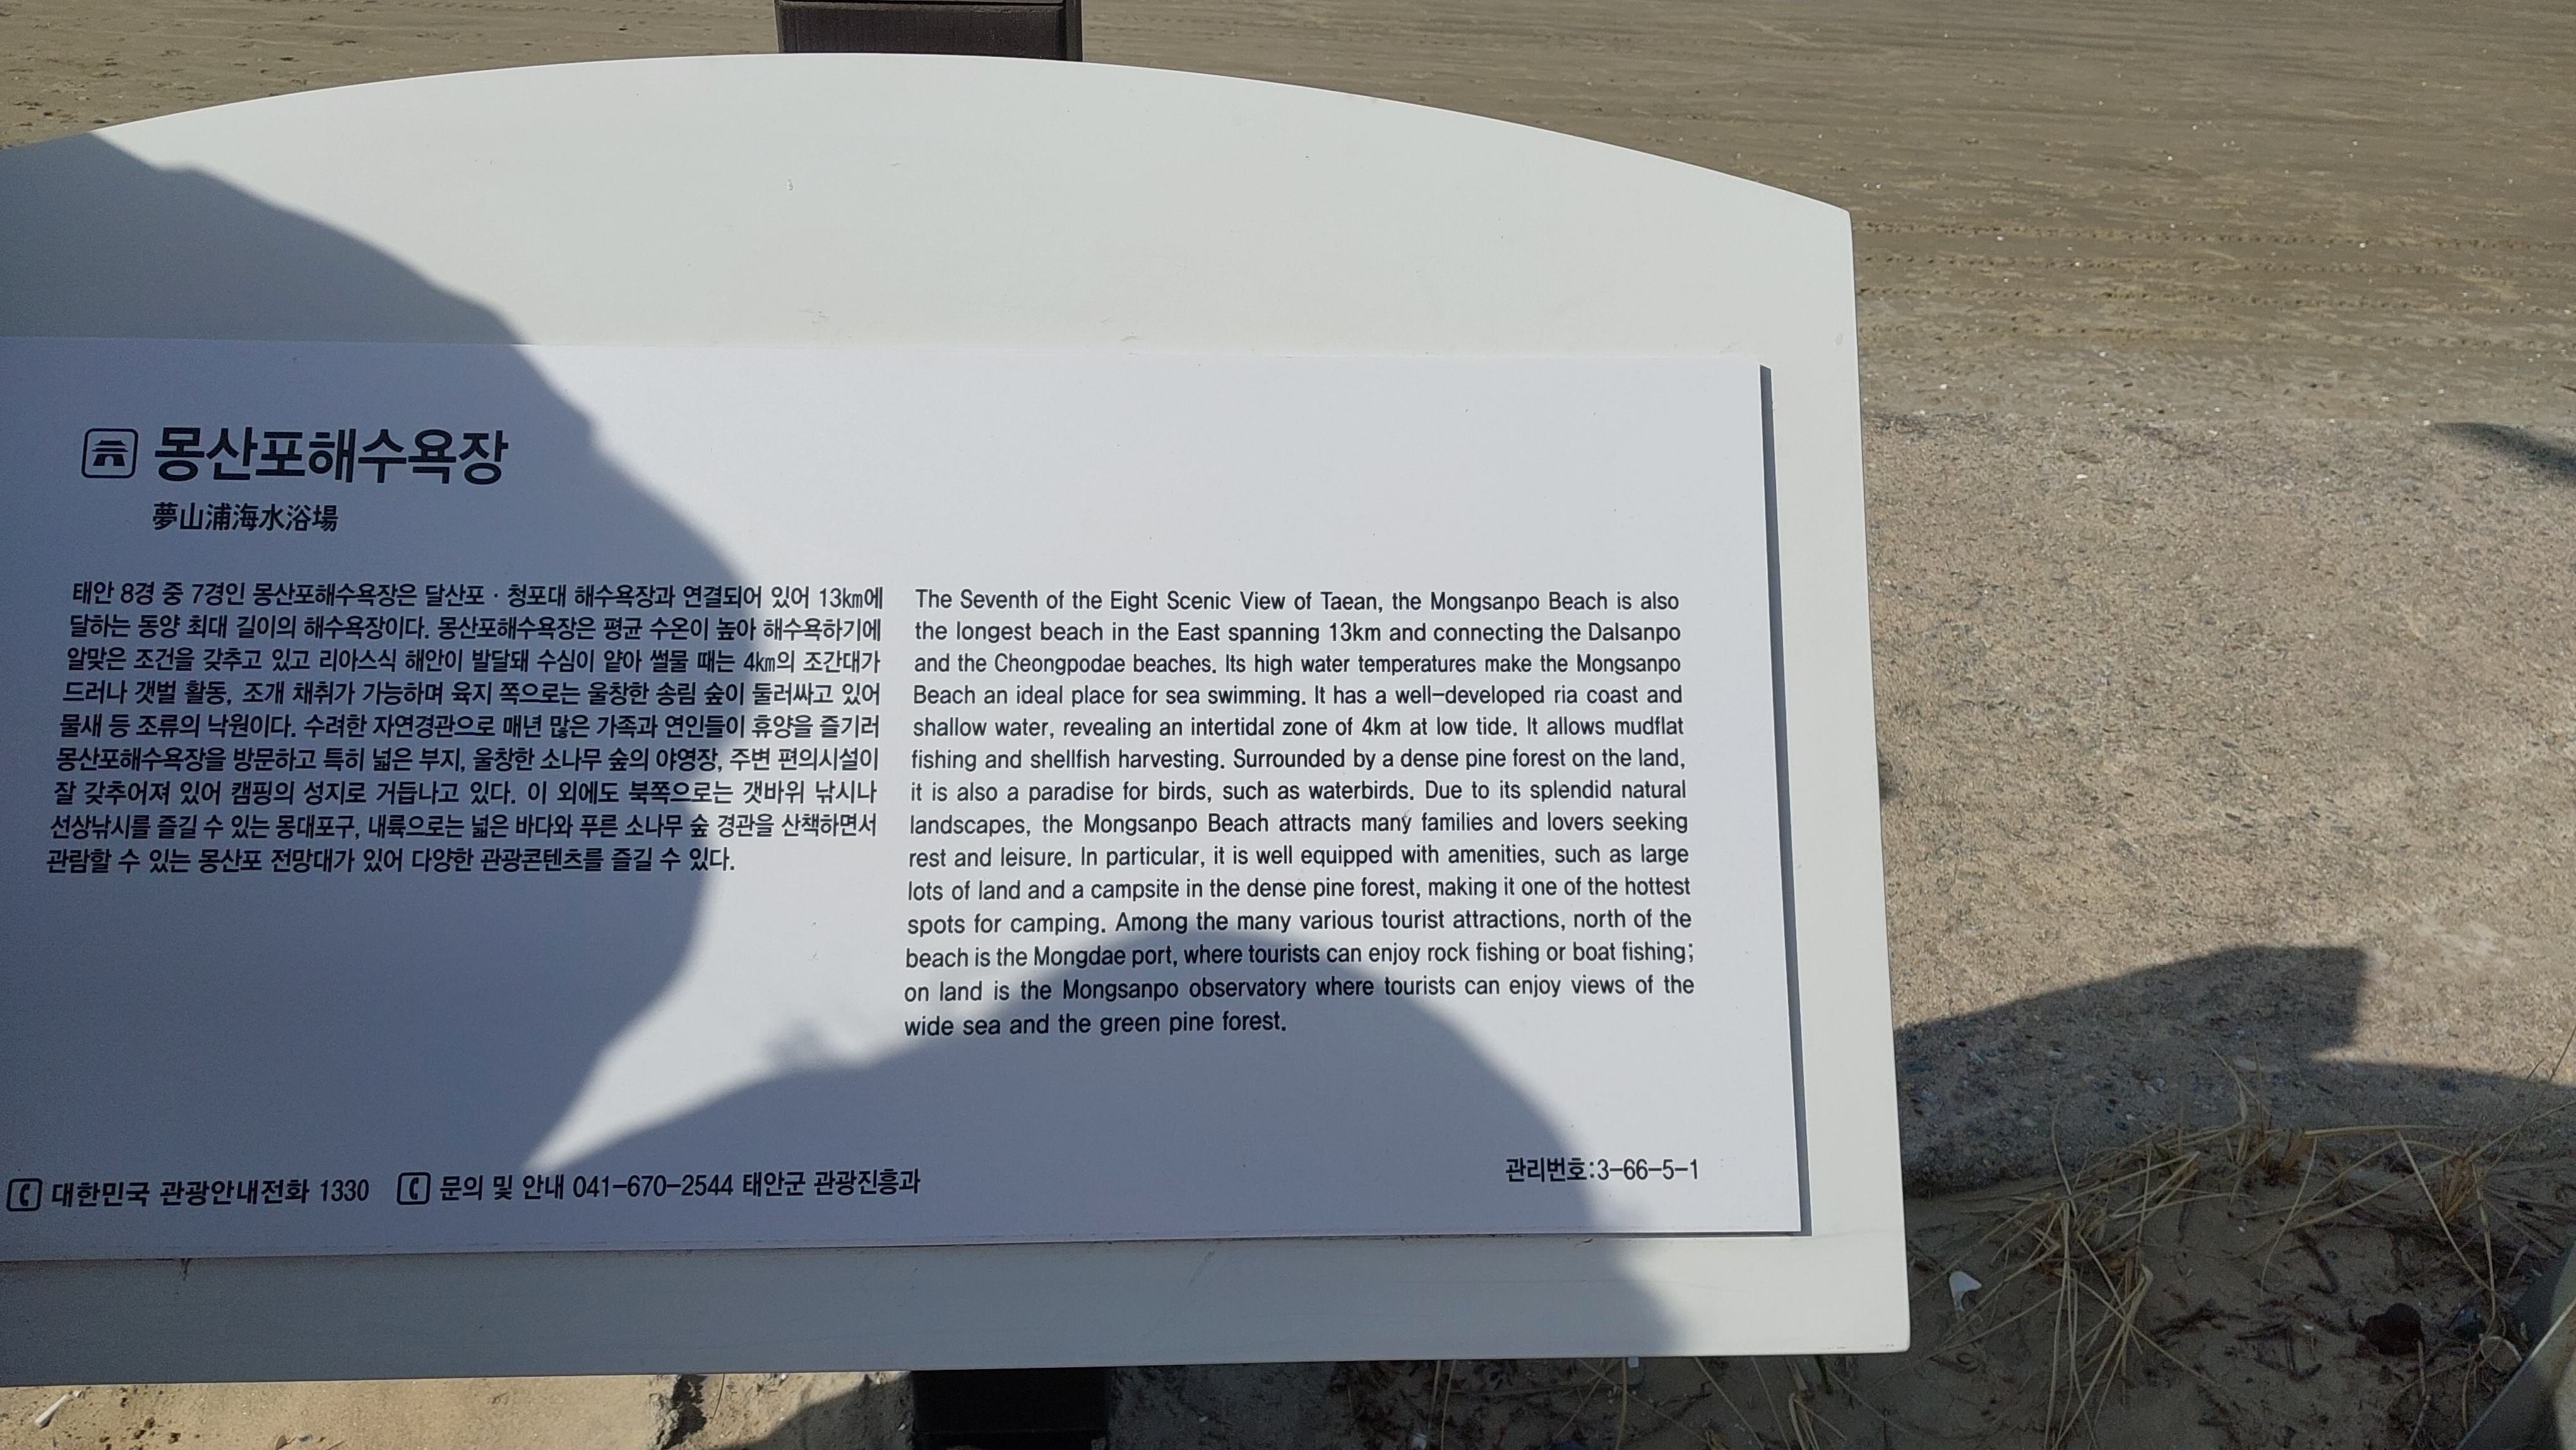 몽산포해수욕장
夢山浦海水浴場
태안 8경 중 7경인 몽산포해수욕장은 달산포 · 청포대 해수욕장과 연결되어 있어 13㎞에
달하는 동양 최대 길이의 해수욕장이다. 몽산포해수욕장은 평균 수온이 높아 해수욕하기에
알맞은 조건을 갖추고 있고 리아스식 해안이 발달돼 수심이 얕아 썰물 때는 4㎞의 조간대가
드러나 갯벌 활동, 조개 채취가 가능하며 육지 쪽으로는 울창한 송림 숲이 둘러싸고 있어
물새 등 조류의 낙원이다. 수려한 자연경관으로 매년 많은 가족과 연인들이 휴양을 즐기러
몽산포해수욕장을 방문하고 특히 넓은 부지, 울창한 소나무 숲의 야영장, 주변 편의시설이
잘 갖추어져 있어 캠핑의 성지로 거듭나고 있다. 이 외에도 북쪽으로는 갯바위 낚시나
선상낚시를 즐길 수 있는 몽대포구, 내륙으로는 넓은 바다와 푸른 소나무 숲 경관을 산책하면서
관람할 수 있는 몽산포 전망대가 있어 다양한 관광콘텐츠를 즐길 수 있다.
The Seventh of the Eight Scenic View of Taean, the Mongsanpo Beach is also
the longest beach in the East spanning 13km and connecting the Dalsanpo
and the Cheongpodae beaches. Its high water temperatures make the Mongsanpo
Beach an ideal place for sea swimming. It has a well-developed ria coast and
shallow water, revealing an intertidal zone of 4km at low tide. It allows mudflat
fishing and shellfish harvesting. Surrounded by a dense pine forest on the land,
it is also a paradise for birds, such as waterbirds. Due to its splendid natural
landscapes, the Mongsanpo Beach attracts many families and lovers seeking
rest and leisure. In particular, it is well equipped with amenities, such as large
lots of land and a campsite in the dense pine forest, making it one of the hottest
spots for camping. Among the many various tourist attractions, north of the
beach is the Mongdae port, where tourists can enjoy rock fishing or boat fishing;
on land is the Mongsanpo observatory where tourists can enjoy views of the
wide sea and the green pine forest.
대한민국 관광안내전화 1330 문의 및 안내 041-670-2544 태안군 관광진흥과
관리번호:3-66-5-1